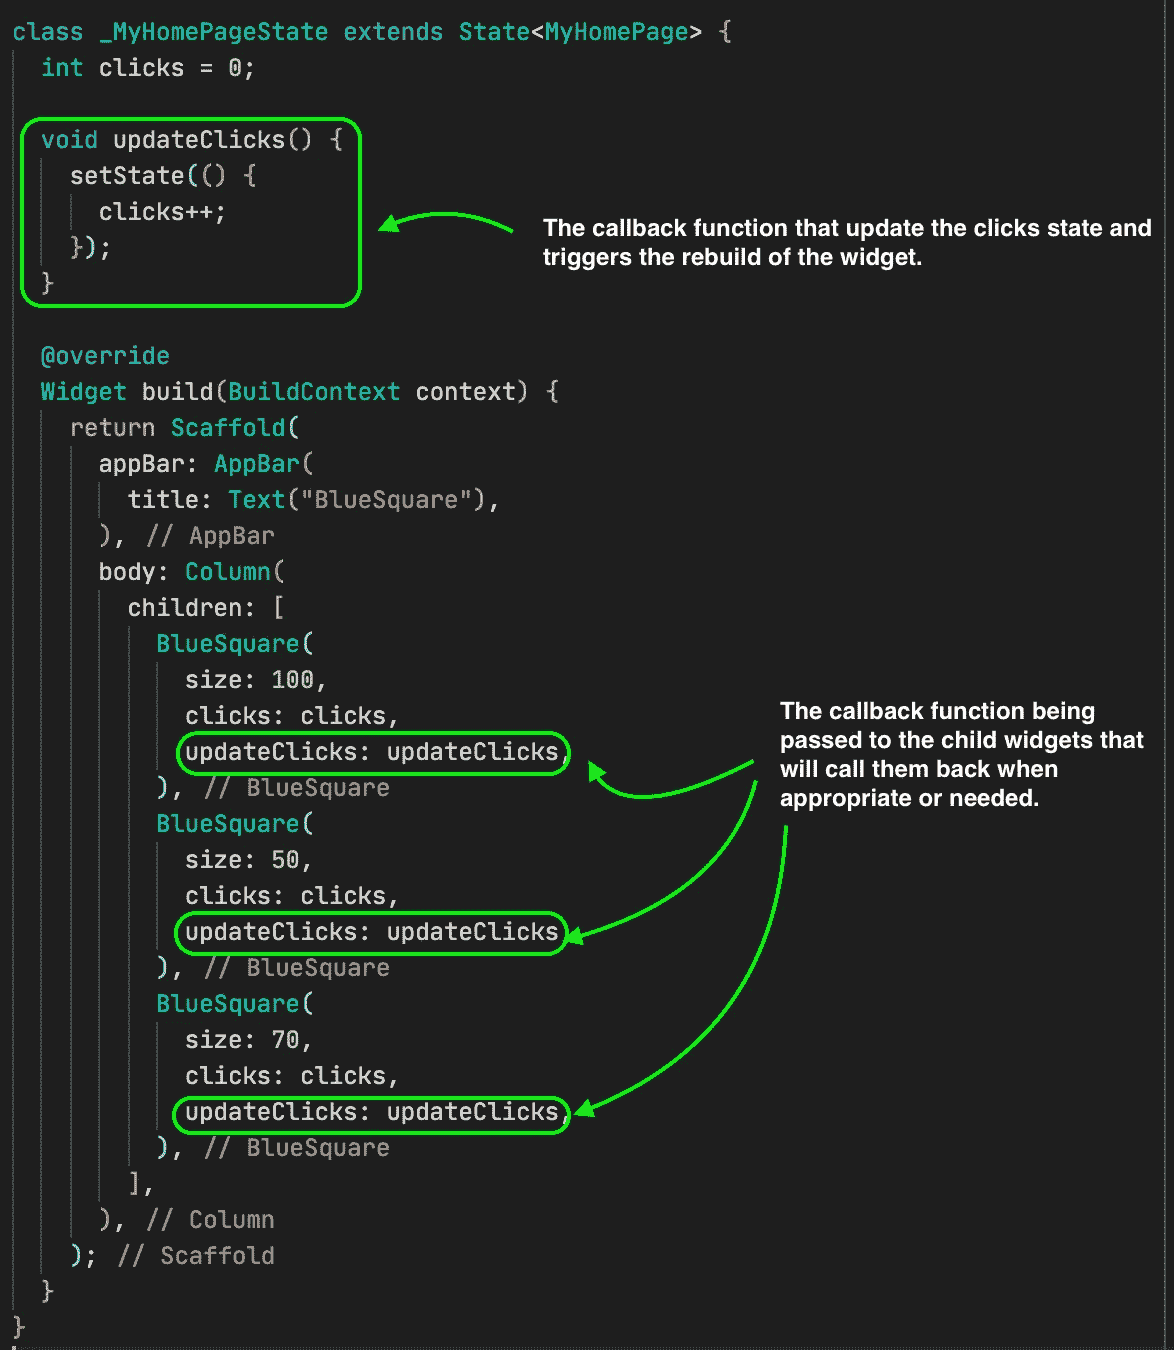 class _MyHomePageState extends State<MyHomePage> {
int clicks = 0;
void updateClicks() {
setState(() {
clicks++;
});
}
The callback function that update the clicks state and
triggers the rebuild of the widget.
@override
Widget build(BuildContext context) {
return Scaffold(
appBar: AppBar(
title: Text("BlueSquare"),
), // AppBar
body: Column(
children: [
BlueSquare(
size: 100,
clicks: clicks,
updateClicks: updateClicks,
), // BlueSquare
BlueSquare(
size: 50,
clicks: clicks,
updateClicks: updateClicks
), // BlueSquare
BlueSquare(
size: 70,
clicks: clicks,
updateClicks: updateClicks,
), // BlueSquare
],
), // Column
); // Scaffold
}
}
The callback function being
passed to the child widgets that
will call them back when
appropriate or needed.